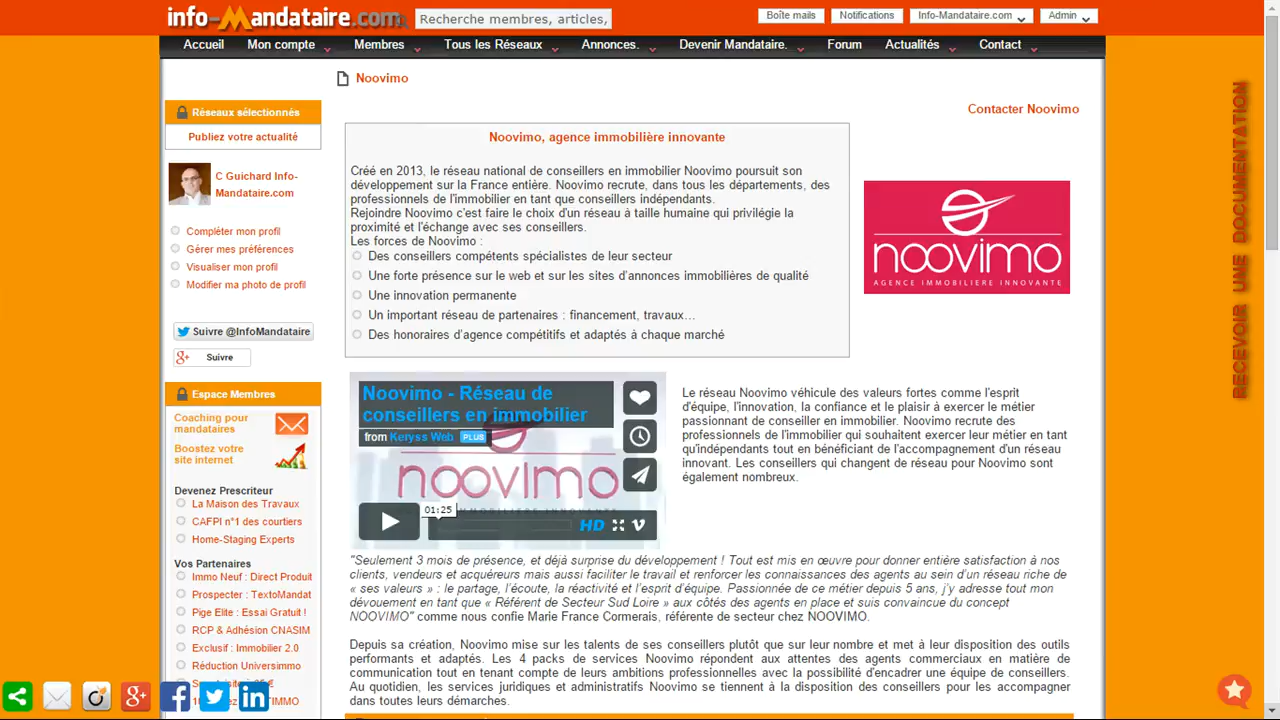 info-Mandataire.com
Recherche membres, articles,
Boîte mails
Notifications
Info-Mandataire.com
Admin
Accueil
Mon compte
Membres
Tous les Réseaux
Annonces.
Devenir Mandataire.
Forum
Actualités
Contact
Noovimo
Réseaux sélectionnés
Publiez votre actualité
C Guichard Info-
Mandataire.com
Compléter mon profil
Gérer mes préférences
Visualiser mon profil
Modifier ma photo de profil
Suivre @InfoMandataire
Suivre
Espace Membres
Coaching pour
mandataires
Boostez votre
site internet
Devenez Prescriteur
La Maison des Travaux
CAFPI n°1 des courtiers
Home-Staging Experts
Vos Partenaires
Immo Neuf : Direct Produit
Prospecter : TextoMandat
Pige Elite : Essai Gratuit !
RCP & Adhésion CNASIM
Exclusif : Immobilier 2.0
Réduction Universimmo
Contacter Noovimo
Noovimo, agence immobilière innovante
Créé en 2013, le réseau national de conseillers en immobilier Noovimo poursuit son
développement sur la France entière. Noovimo recrute, dans tous les départements, des
professionnels de l'immobilier en tant que conseillers indépendants.
Rejoindre Noovimo c'est faire le choix d'un réseau à taille humaine qui privilégie la
proximité et l'échange avec ses conseillers.
Les forces de Noovimo :
Des conseillers compétents spécialistes de leur secteur
Une forte présence sur le web et sur les sites d'annonces immobilières de qualité
Une innovation permanente
Un important réseau de partenaires : financement, travaux…
Des honoraires d'agence compétitifs et adaptés à chaque marché
noovimo
AGENCE IMMOBILIERE INNOVANTE
RECEVOIR UNE DOCUMENTATION
Noovimo - Réseau de
conseillers en immobilier
from Keryss Web PLUS
noovimo
01:25
HD
Le réseau Noovimo véhicule des valeurs fortes comme l'esprit
d'équipe, l'innovation, la confiance et le plaisir à exercer le métier
passionnant de conseiller en immobilier. Noovimo recrute des
professionnels de l'immobilier qui souhaitent exercer leur métier en tant
qu'indépendants tout en bénéficiant de l'accompagnement d'un réseau
innovant. Les conseillers qui changent de réseau pour Noovimo sont
également nombreux.
"Seulement 3 mois de présence, et déjà surprise du développement ! Tout est mis en œuvre pour donner entière satisfaction à nos
clients, vendeurs et acquéreurs mais aussi faciliter le travail et renforcer les connaissances des agents au sein d'un réseau riche de
« ses valeurs » : le partage, l'écoute, la réactivité et l'esprit d'équipe. Passionnée de ce métier depuis 5 ans, j'y adresse tout mon
dévouement en tant que « Référent de Secteur Sud Loire » aux côtés des agents en place et suis convaincue du concept
NOOVIMO" comme nous confie Marie France Cormerais, référente de secteur chez NOOVIMO.
Depuis sa création, Noovimo mise sur les talents de ses conseillers plutôt que sur leur nombre et met à leur disposition des outils
performants et adaptés. Les 4 packs de services Noovimo répondent aux attentes des agents commerciaux en matière de
communication tout en tenant compte de leurs ambitions professionnelles avec la possibilité d'encadrer une équipe de conseillers.
Au quotidien, les services juridiques et administratifs Noovimo se tiennent à la disposition des conseillers pour les accompagner
dans toutes leurs démarches.